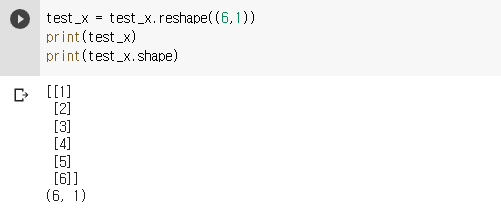 test_x = test_x.reshape((6,1))
print(test_x)
print(test_x.shape)
[[1]
 [2]
 [3]
 [4]
 [5]
 [6]]
(6, 1)